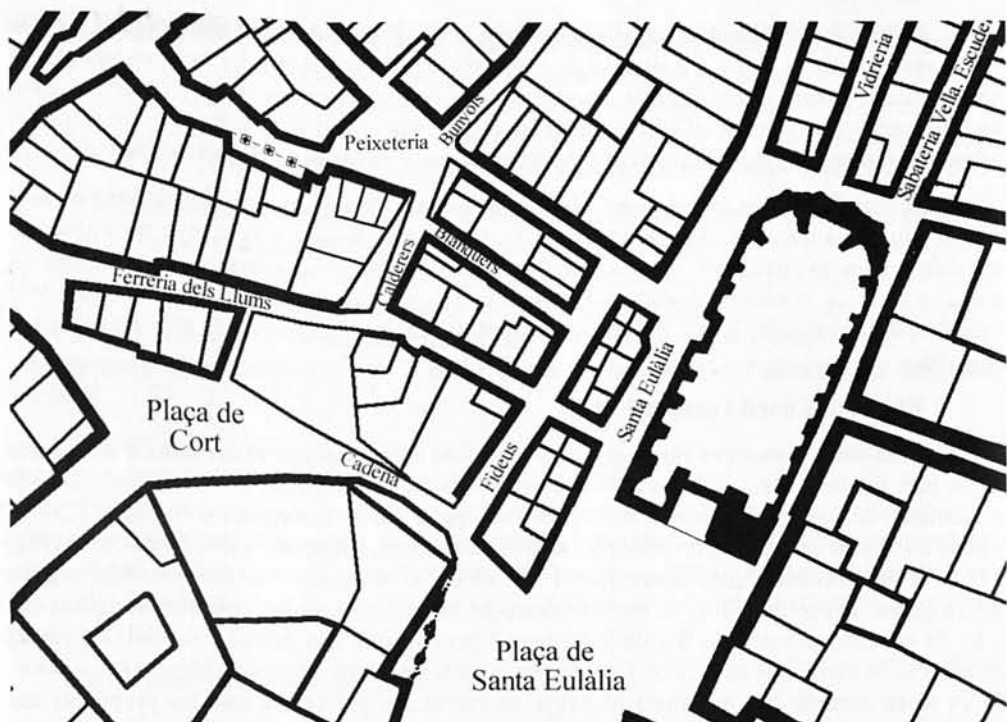 Vidrieria
Sabateria Vella. Escuder
Bunyols
Peixeteria
Blanquers
Calderers
Ferreria dels Llums
Santa Eulàlia
Plaça de
Cort
Cadena
Fideus
Plaça de
Santa Eulàlia